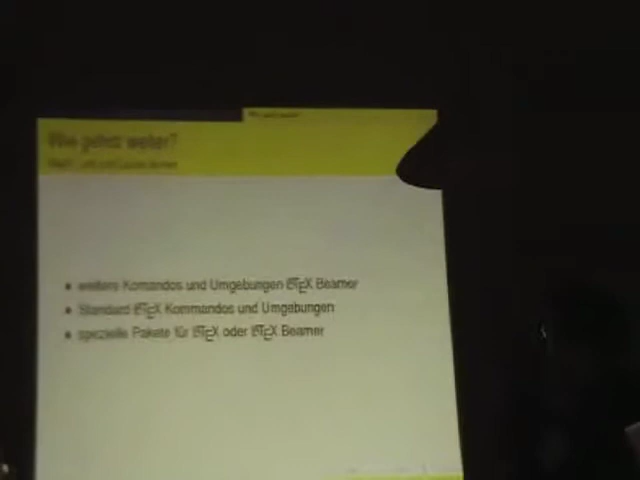 Wie gehts weiter?
weitere Komandos und Umgebungen LATEX Beamer
Standard LATEX Kommandos und Umgebungen
spezielle Pakete für LATEX oder LATEX Beamer